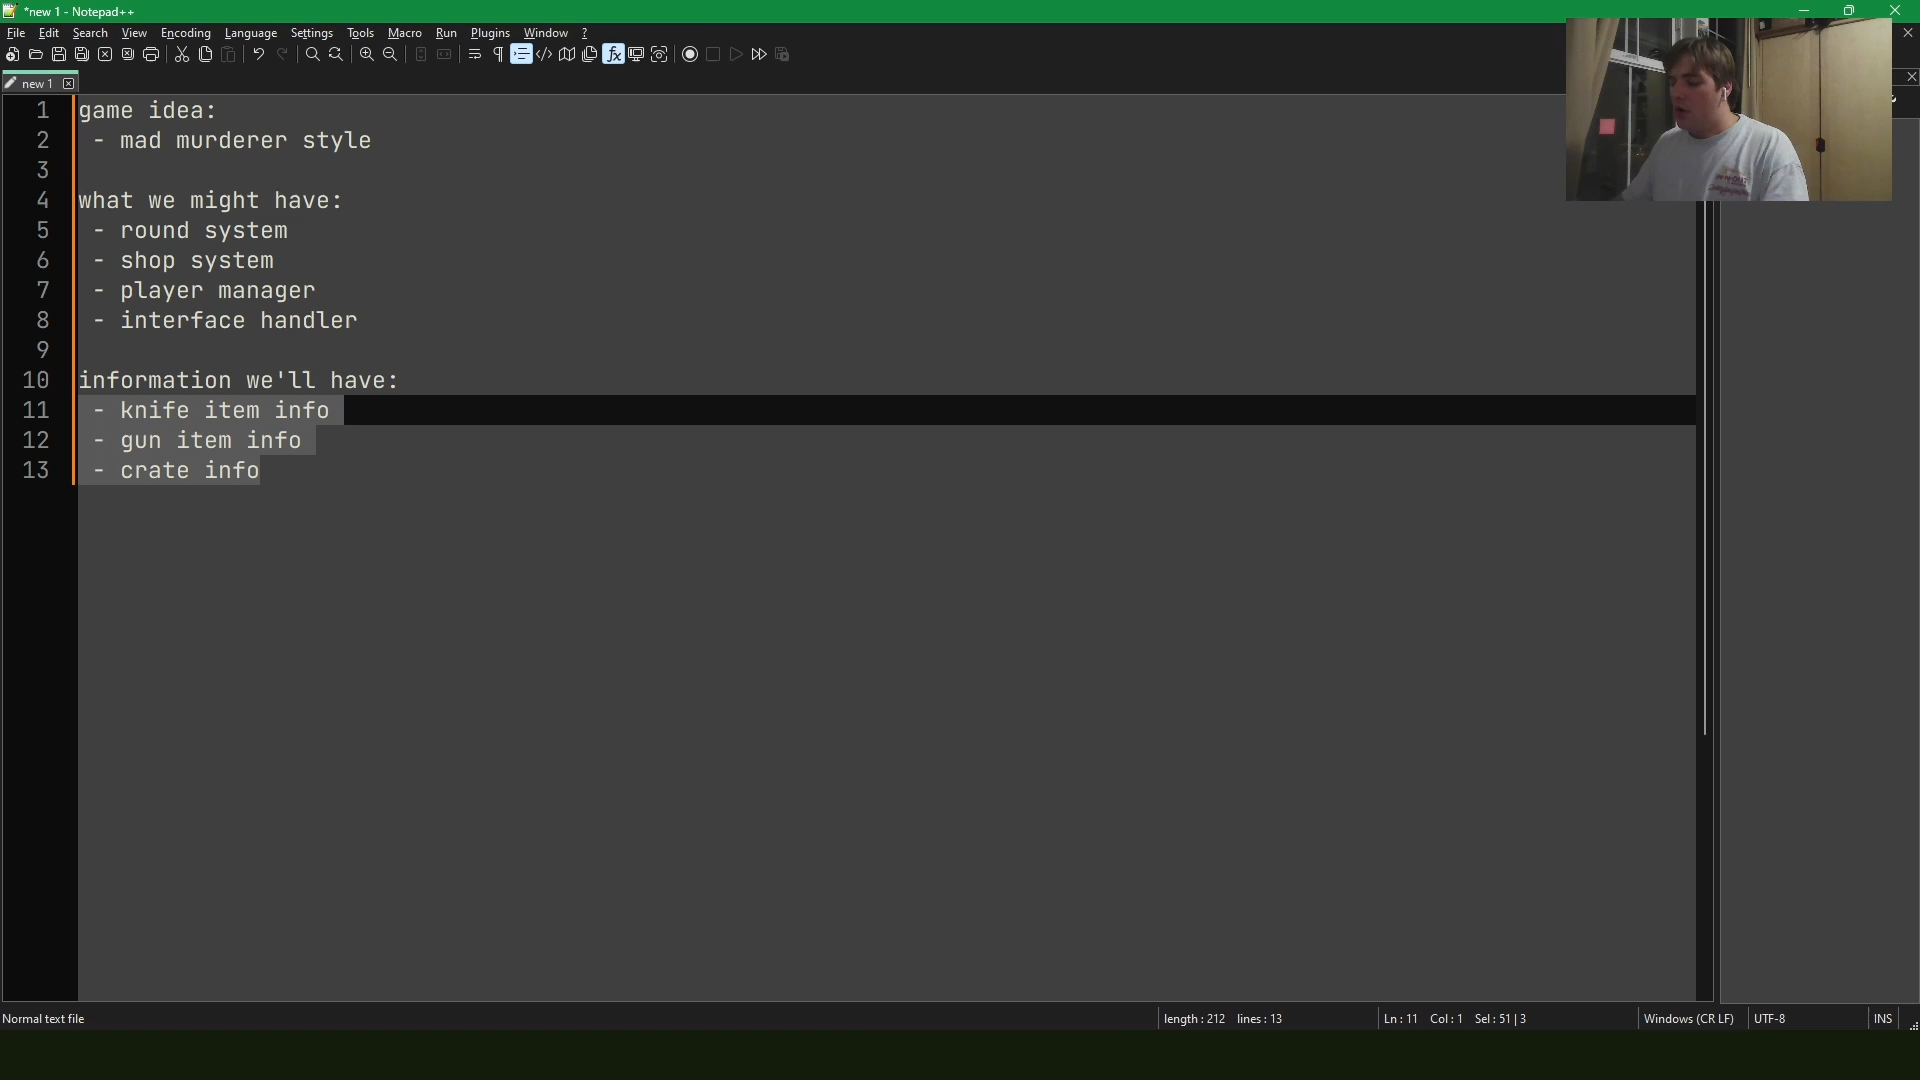 *new 1 - Notepad++
File Edit Search View Encoding Language Settings Tools Macro Run Plugins Window ?
new 1
1 game idea:
2  - mad murderer style
3
4 what we might have:
5  - round system
6  - shop system
7  - player manager
8  - interface handler
9
10 information we'll have:
11  - knife item info
12  - gun item info
13  - crate info
Normal text file length : 212 lines : 13 Ln : 11 Col : 1 Sel : 51 | 3 Windows (CR LF) UTF-8 INS